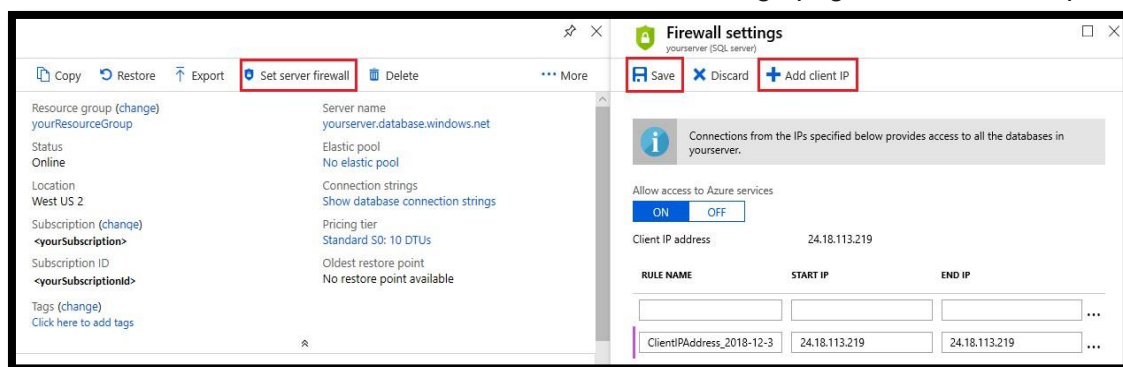 Copy Restore Export Set server firewall Delete ••• More
Resource group (change)
yourResourceGroup
Status
Online
Location
West US 2
Subscription (change)
<yourSubscription>
Subscription ID
<yourSubscriptionId>
Tags (change)
Click here to add tags
Server name
yourserver.database.windows.net
Elastic pool
No elastic pool
Connection strings
Show database connection strings
Pricing tier
Standard S0: 10 DTUs
Oldest restore point
No restore point available
Firewall settings
yourserver (SQL server)
Save Discard Add client IP
Connections from the IPs specified below provides access to all the databases in
yourserver.
Allow access to Azure services
ON OFF
Client IP address 24.18.113.219
RULE NAME START IP END IP
...
ClientIPAddress_2018-12-3 24.18.113.219 24.18.113.219 ...